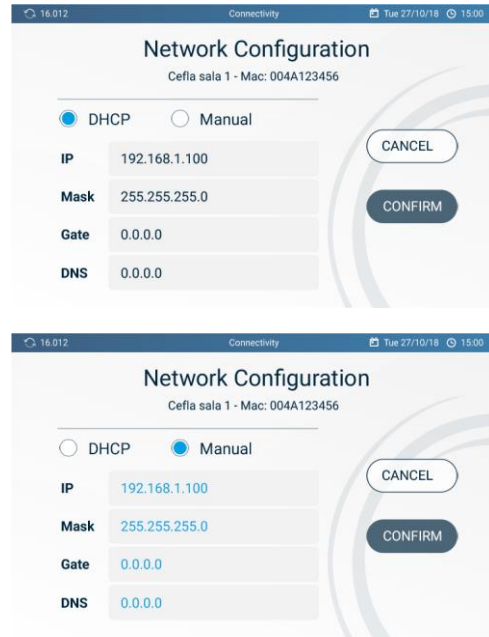 16.012 Connectivity Tue 27/10/18 15:00
Network Configuration
Cefla sala 1 - Mac: 004A123456
DHCP Manual
IP 192.168.1.100
Mask 255.255.255.0
Gate 0.0.0.0
DNS 0.0.0.0
CANCEL
CONFIRM
16.012 Connectivity Tue 27/10/18 15:00
Network Configuration
Cefla sala 1 - Mac: 004A123456
DHCP Manual
IP 192.168.1.100
Mask 255.255.255.0
Gate 0.0.0.0
DNS 0.0.0.0
CANCEL
CONFIRM